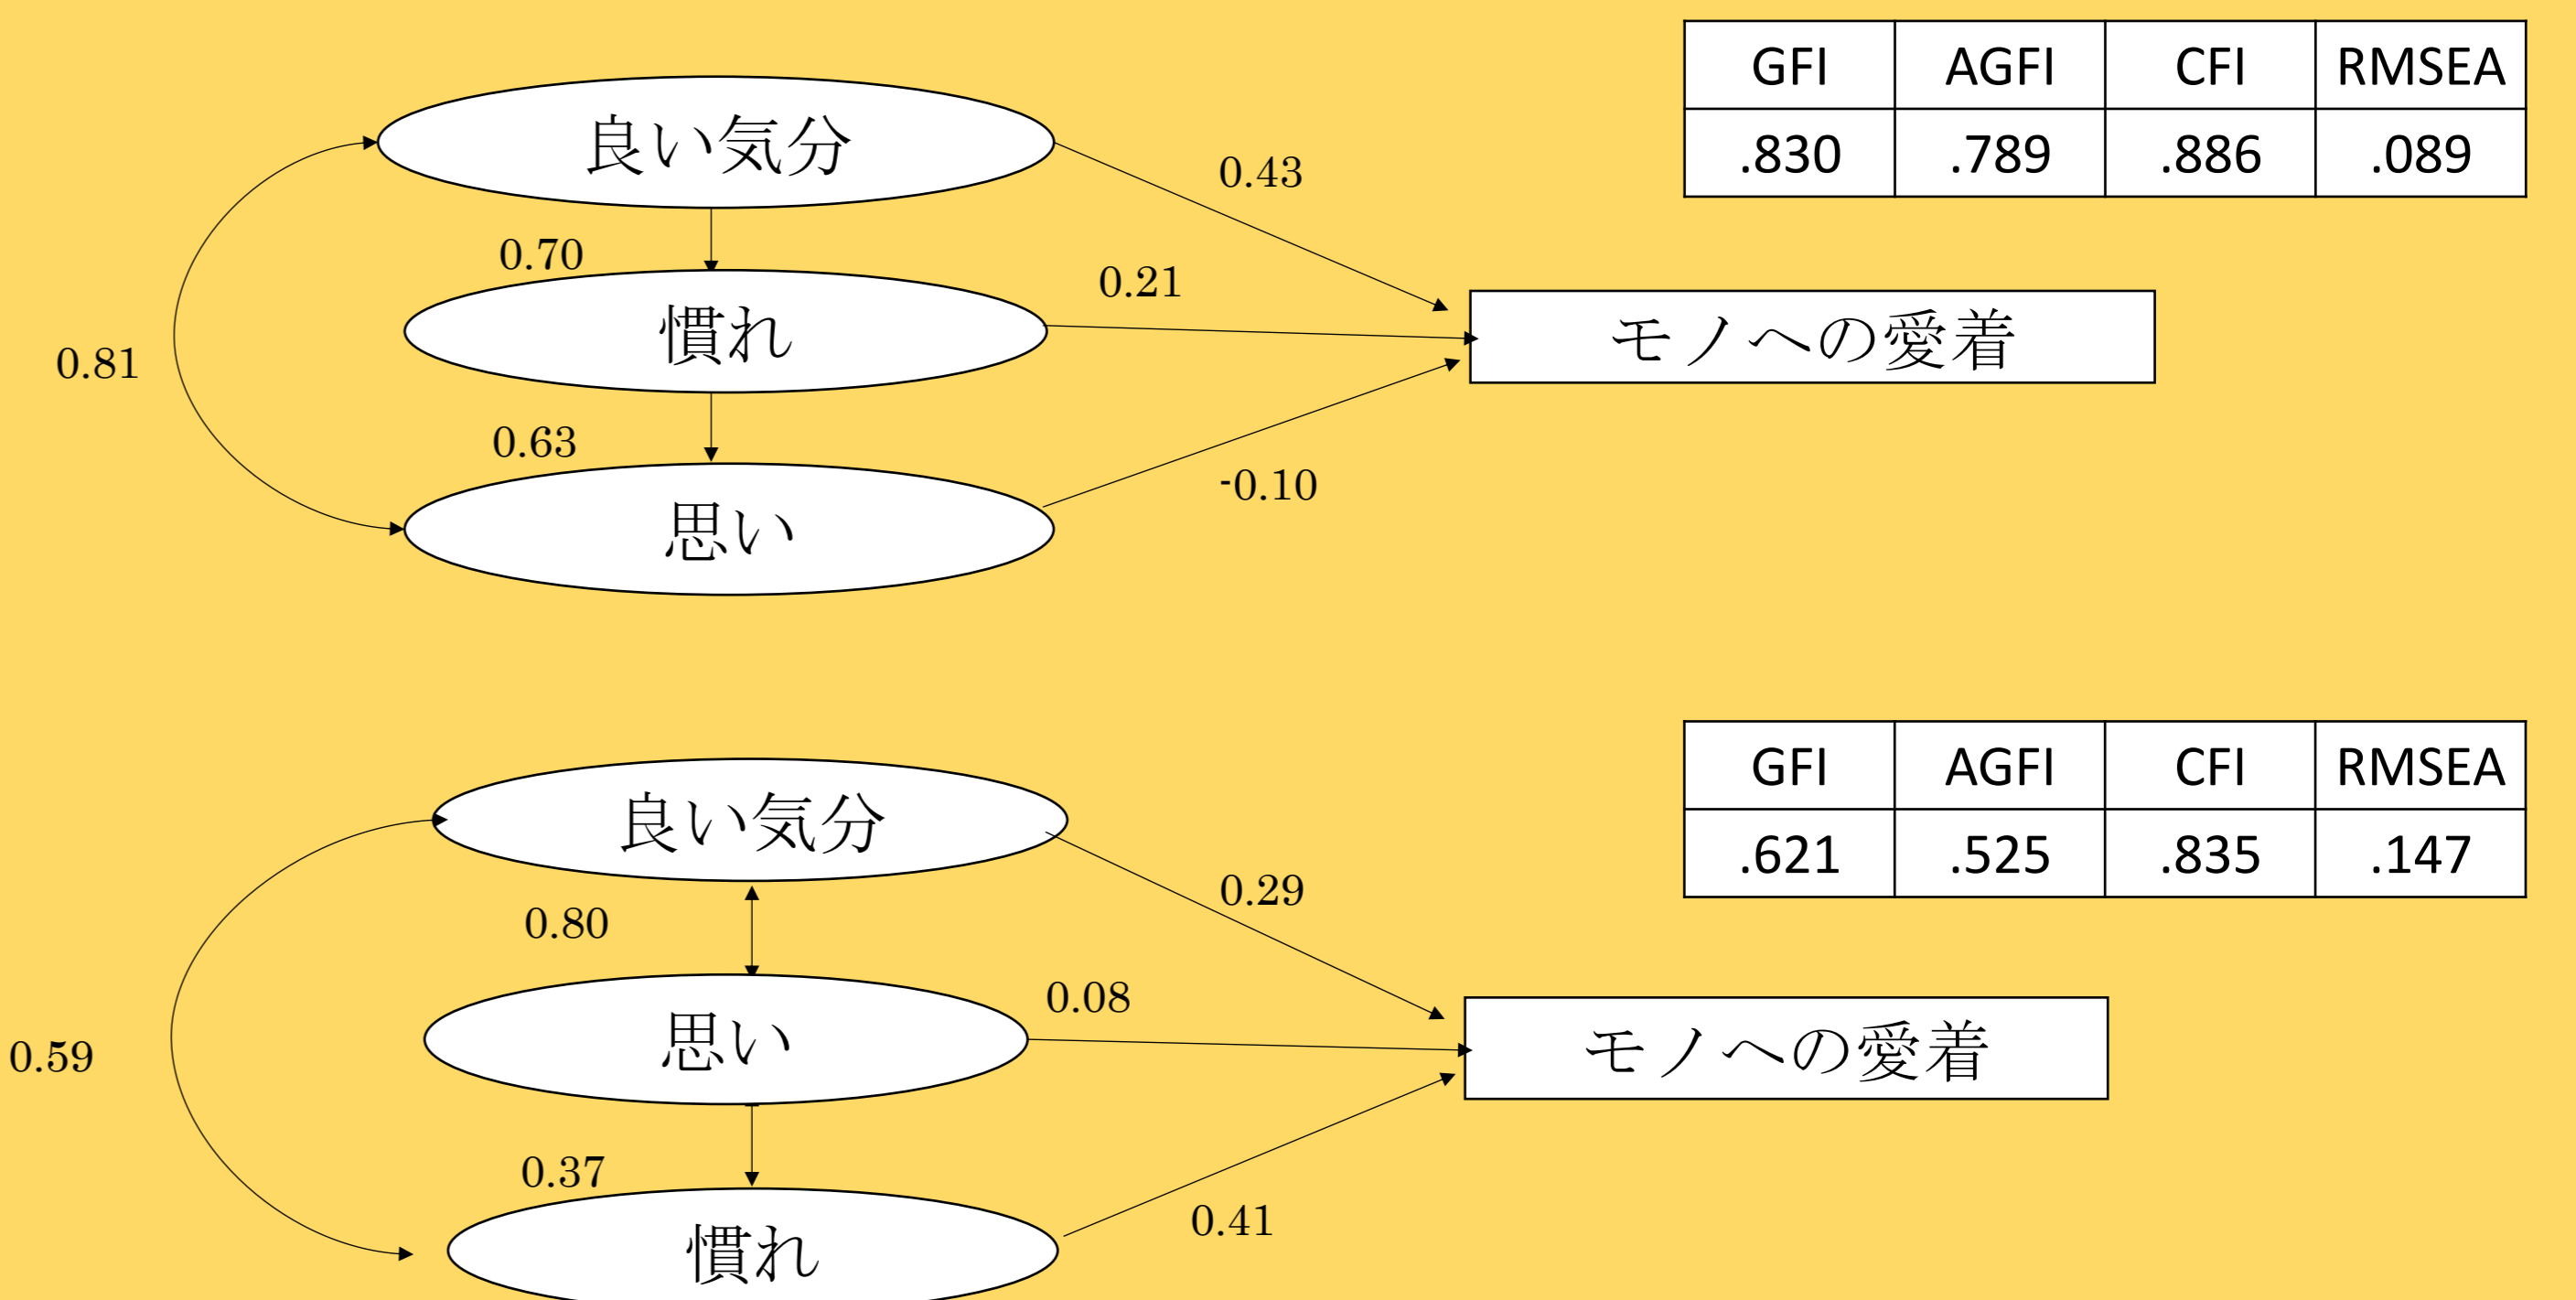 GFI AGFI CFI RMSEA
.830 .789 .886 .089
良い気分
0.43
0.70
0.21
慣れ
モノへの愛着
0.81
0.63
-0.10
思い
GFI AGFI CFI RMSEA
.621 .525 .835 .147
良い気分
0.29
0.80
0.08
思い
モノへの愛着
0.59
0.37
0.41
慣れ